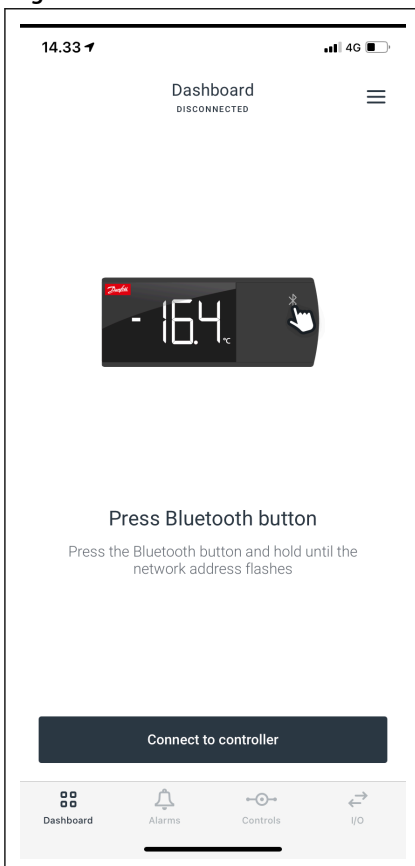 14.33
4G
Dashboard
DISCONNECTED
Danfoss
-16.4 °C
Press Bluetooth button
Press the Bluetooth button and hold until the
network address flashes
Connect to controller
Dashboard Alarms Controls I/O